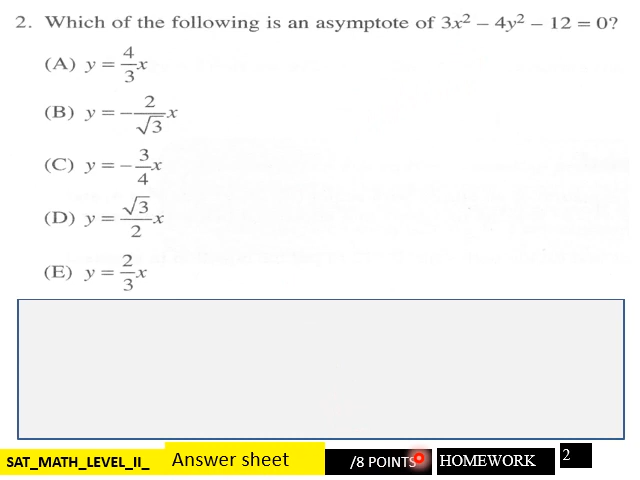 2. Which of the following is an asymptote of 3x² – 4y² – 12 = 0?
(A) y = 4/3 x
(B) y = – 2/√3 x
(C) y = – 3/4 x
(D) y = √3/2 x
(E) y = 2/3 x
SAT_MATH_LEVEL_II_ Answer sheet /8 POINTS HOMEWORK 2